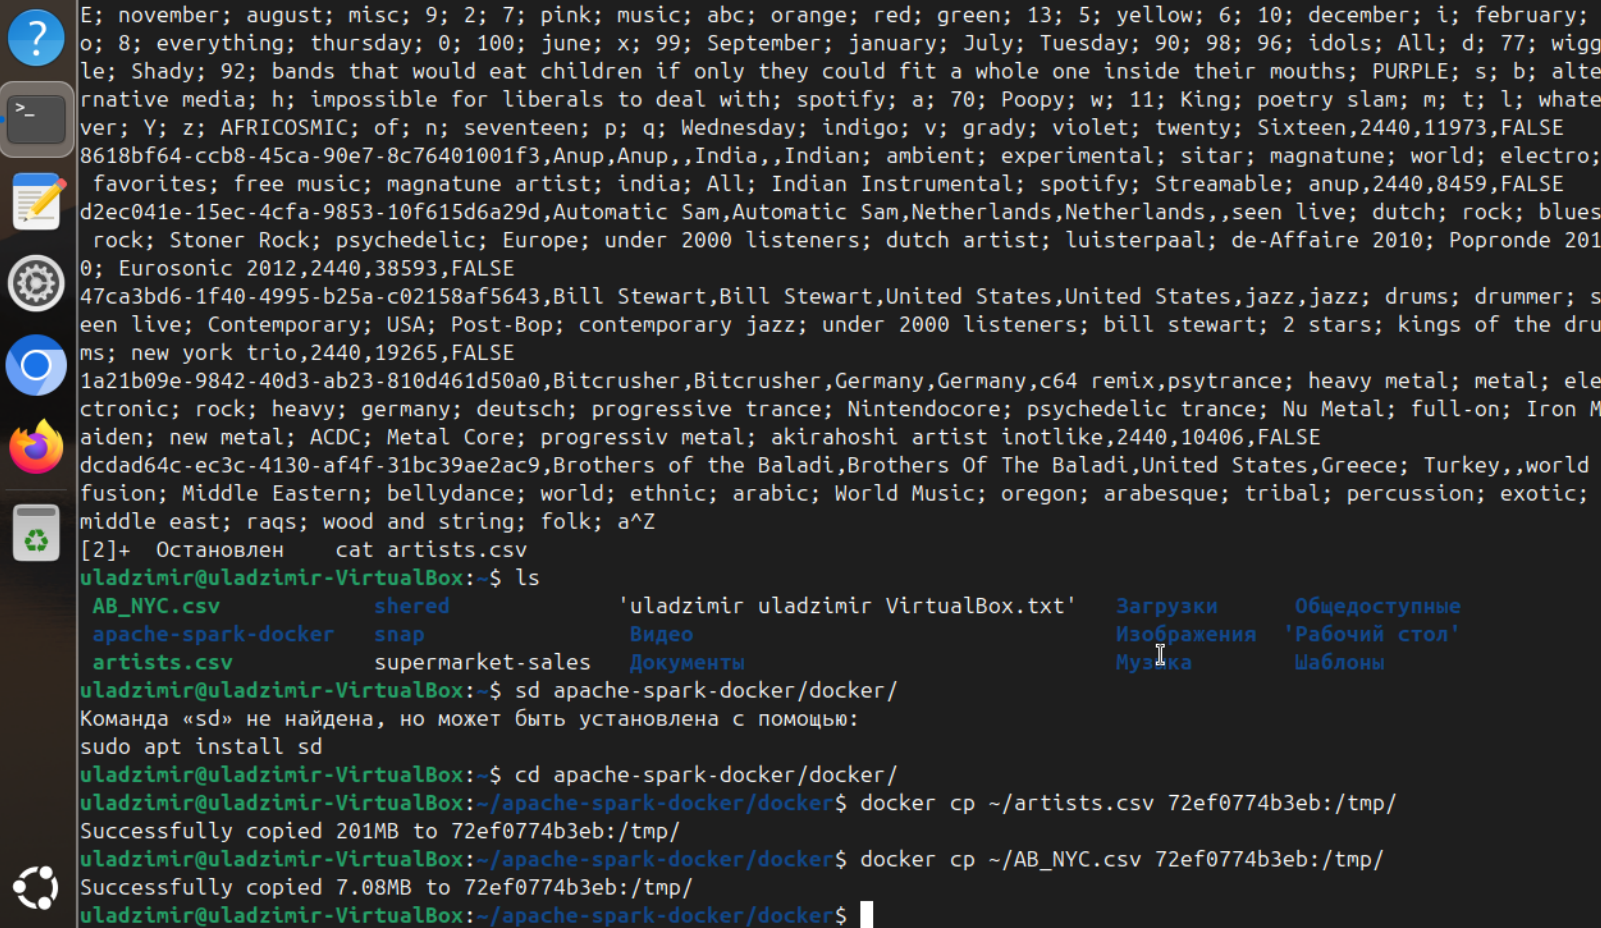 E; november; august; misc; 9; 2; 7; pink; music; abc; orange; red; green; 13; 5; yellow; 6; 10; december; i; february;
o; 8; everything; thursday; 0; 100; june; x; 99; September; january; July; Tuesday; 90; 98; 96; idols; All; d; 77; wigg
le; Shady; 92; bands that would eat children if only they could fit a whole one inside their mouths; PURPLE; s; b; alte
rnative media; h; impossible for liberals to deal with; spotify; a; 70; Poopy; w; 11; King; poetry slam; m; t; l; whate
ver; Y; z; AFRICOSMIC; of; n; seventeen; p; q; Wednesday; indigo; v; grady; violet; twenty; Sixteen,2440,11973,FALSE
8618bf64-ccb8-45ca-90e7-8c76401001f3,Anup,Anup,,India,,Indian; ambient; experimental; sitar; magnatune; world; electro;
favorites; free music; magnatune artist; india; All; Indian Instrumental; spotify; Streamable; anup,2440,8459,FALSE
d2ec041e-15ec-4cfa-9853-10f615d6a29d,Automatic Sam,Automatic Sam,Netherlands,Netherlands,,seen live; dutch; rock; blues
rock; Stoner Rock; psychedelic; Europe; under 2000 listeners; dutch artist; luisterpaal; de-Affaire 2010; Popronde 201
0; Eurosonic 2012,2440,38593,FALSE
47ca3bd6-1f40-4995-b25a-c02158af5643,Bill Stewart,Bill Stewart,United States,United States,jazz,jazz; drums; drummer; s
een live; Contemporary; USA; Post-Bop; contemporary jazz; under 2000 listeners; bill stewart; 2 stars; kings of the dru
ms; new york trio,2440,19265,FALSE
1a21b09e-9842-40d3-ab23-810d461d50a0,Bitcrusher,Bitcrusher,Germany,Germany,c64 remix,psytrance; heavy metal; metal; ele
ctronic; rock; heavy; germany; deutsch; progressive trance; Nintendocore; psychedelic trance; Nu Metal; full-on; Iron M
aiden; new metal; ACDC; Metal Core; progressiv metal; akirahoshi artist inotlike,2440,10406,FALSE
dcdad64c-ec3c-4130-af4f-31bc39ae2ac9,Brothers of the Baladi,Brothers Of The Baladi,United States,Greece; Turkey,,world
fusion; Middle Eastern; bellydance; world; ethnic; arabic; World Music; oregon; arabesque; tribal; percussion; exotic;
middle east; raqs; wood and string; folk; a^Z
[2]+  Остановлен    cat artists.csv
uladzimir@uladzimir-VirtualBox:~$ ls
AB_NYC.csv shered 'uladzimir uladzimir VirtualBox.txt' Загрузки Общедоступные
apache-spark-docker snap Видео Изображения 'Рабочий стол'
artists.csv supermarket-sales Документы Музыка Шаблоны
uladzimir@uladzimir-VirtualBox:~$ sd apache-spark-docker/docker/
Команда «sd» не найдена, но может быть установлена с помощью:
sudo apt install sd
uladzimir@uladzimir-VirtualBox:~$ cd apache-spark-docker/docker/
uladzimir@uladzimir-VirtualBox:~/apache-spark-docker/docker$ docker cp ~/artists.csv 72ef0774b3eb:/tmp/
Successfully copied 201MB to 72ef0774b3eb:/tmp/
uladzimir@uladzimir-VirtualBox:~/apache-spark-docker/docker$ docker cp ~/AB_NYC.csv 72ef0774b3eb:/tmp/
Successfully copied 7.08MB to 72ef0774b3eb:/tmp/
uladzimir@uladzimir-VirtualBox:~/apache-spark-docker/docker$